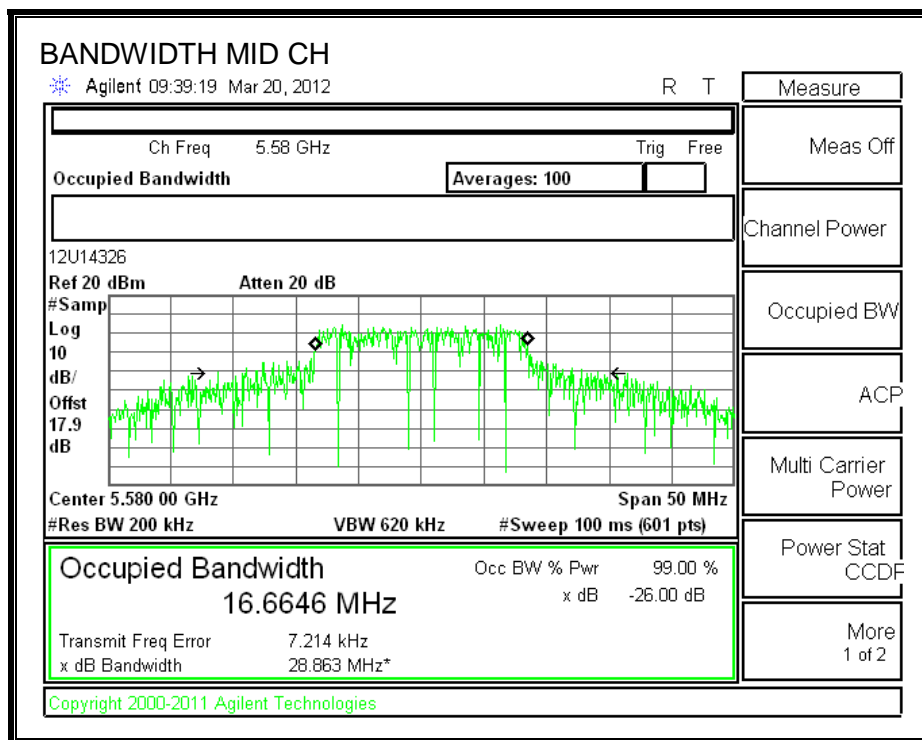 BANDWIDTH MID CH
Agilent 09:39:19 Mar 20, 2012 R T
Measure
Ch Freq 5.58 GHz Trig Free
Meas Off
Occupied Bandwidth Averages: 100
Channel Power
12U14326
Ref 20 dBm Atten 20 dB
#Samp
Log
10
dB/
Offst
17.9
dB
Occupied BW
ACP
Center 5.580 00 GHz Span 50 MHz
#Res BW 200 kHz VBW 620 kHz #Sweep 100 ms (601 pts)
Multi Carrier
Power
Occupied Bandwidth Occ BW % Pwr 99.00 %
16.6646 MHz x dB -26.00 dB
Power Stat
CCDF
Transmit Freq Error 7.214 kHz
x dB Bandwidth 28.863 MHz*
More
1 of 2
Copyright 2000-2011 Agilent Technologies